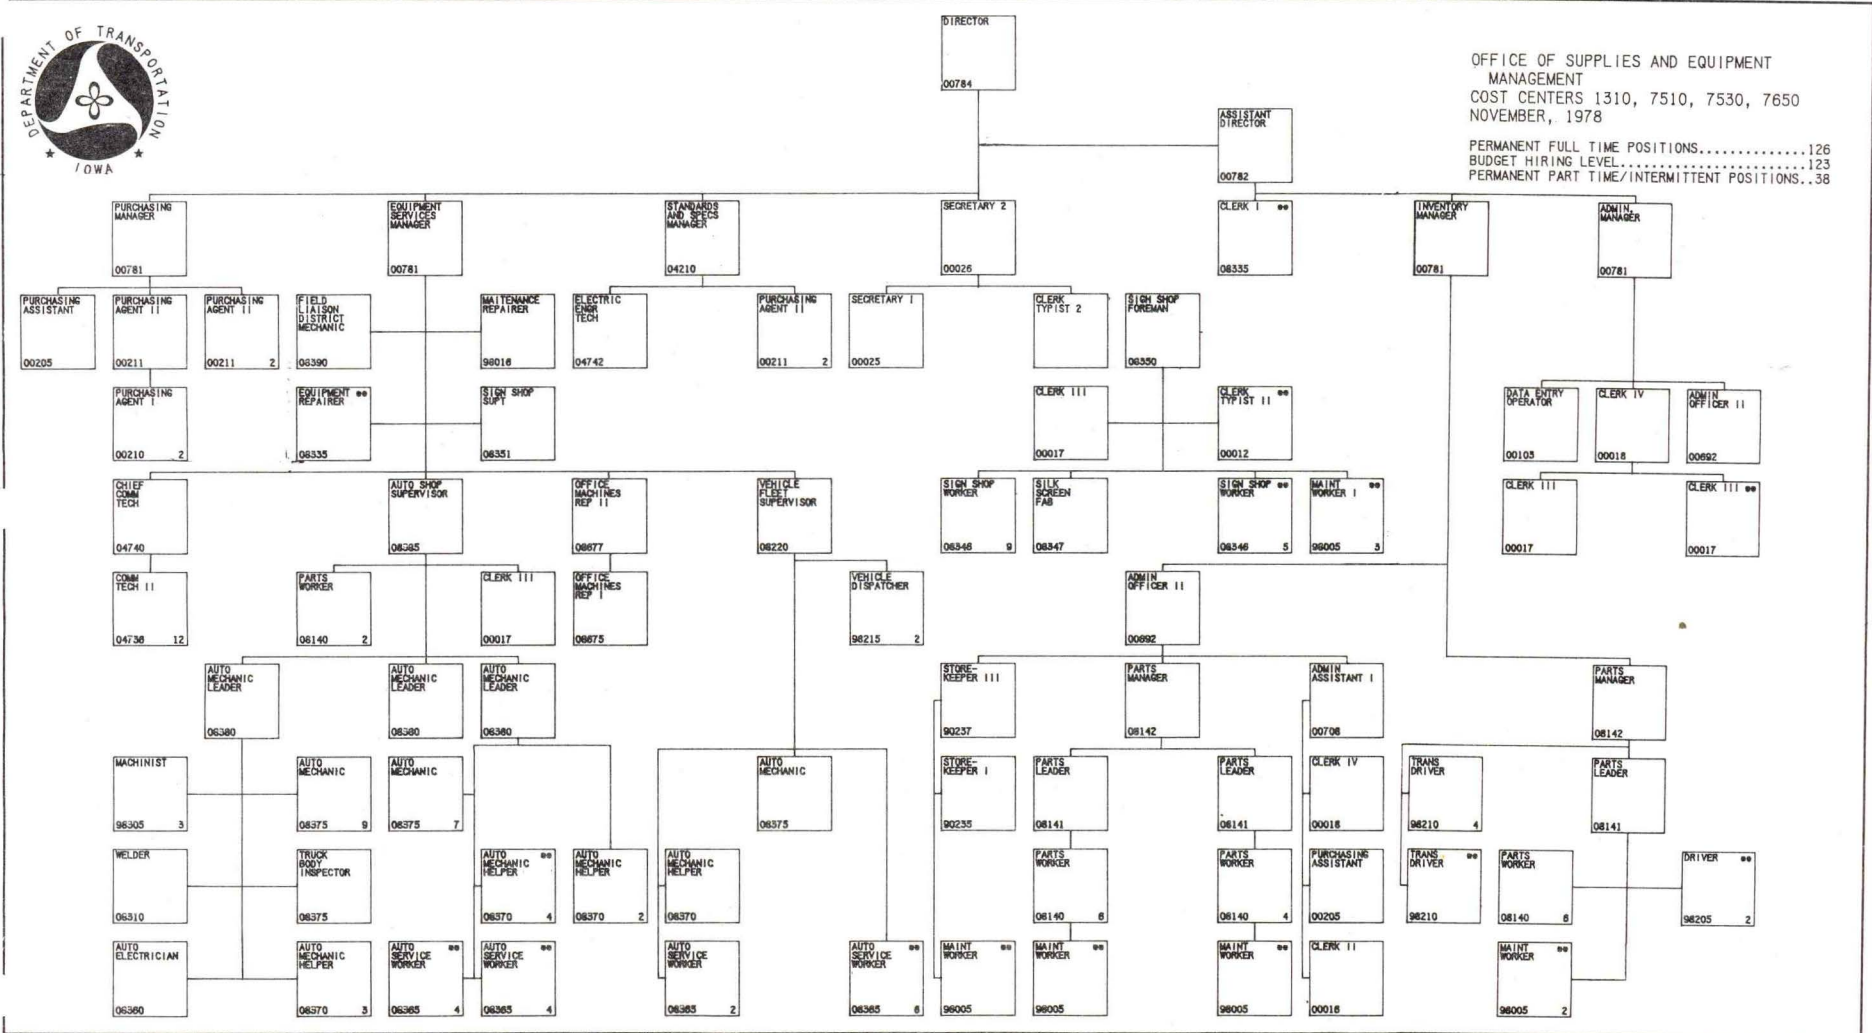 DEPARTMENT OF TRANSPORTATION
IOWA
OFFICE OF SUPPLIES AND EQUIPMENT
MANAGEMENT
COST CENTERS 1310, 7510, 7530, 7650
NOVEMBER, 1978
PERMANENT FULL TIME POSITIONS..............126
BUDGET HIRING LEVEL........................123
PERMANENT PART TIME/INTERMITTENT POSITIONS..38
DIRECTOR
00784
ASSISTANT
DIRECTOR
00782
PURCHASING
MANAGER
00781
EQUIPMENT
SERVICES
MANAGER
00781
STANDARDS
AND SPECS
MANAGER
04210
SECRETARY 2
00026
CLERK I **
08335
INVENTORY
MANAGER
00781
ADMIN.
MANAGER
00781
PURCHASING
ASSISTANT
00205
PURCHASING
AGENT II
00211
PURCHASING
AGENT II
00211 2
FIELD
LIAISON
DISTRICT
MECHANIC
08390
MAITENANCE
REPAIRER
98016
ELECTRIC
ENGR
TECH
04742
PURCHASING
AGENT II
00211 2
SECRETARY I
00025
CLERK
TYPIST 2
SIGN SHOP
FOREMAN
08350
PURCHASING
AGENT I
00210 2
EQUIPMENT **
REPAIRER
08335
SIGN SHOP
SUPT
08351
CLERK III
00017
CLERK **
TYPIST II
00012
DATA ENTRY
OPERATOR
00103
CLERK IV
00018
ADMIN
OFFICER II
00692
CHIEF
COMM
TECH
04740
AUTO SHOP
SUPERVISOR
08385
OFFICE
MACHINES
REP II
08677
VEHICLE
FLEET
SUPERVISOR
08220
SIGN SHOP
WORKER
08346 9
SILK
SCREEN
FAB
08347
SIGN SHOP **
WORKER
08346 5
MAINT **
WORKER I
98005 3
CLERK III
00017
CLERK III **
00017
COMM
TECH II
04736 12
PARTS
WORKER
08140 2
CLERK III
00017
OFFICE
MACHINES
REP I
08675
VEHICLE
DISPATCHER
98215 2
ADMIN
OFFICER II
00692
AUTO
MECHANIC
LEADER
08380
AUTO
MECHANIC
LEADER
08380
AUTO
MECHANIC
LEADER
08380
STORE-
KEEPER III
90237
PARTS
MANAGER
08142
ADMIN
ASSISTANT I
00708
PARTS
MANAGER
08142
MACHINIST
98305 3
AUTO
MECHANIC
08375 9
AUTO
MECHANIC
08375 7
AUTO
MECHANIC
08375
STORE-
KEEPER I
90235
PARTS
LEADER
08141
PARTS
LEADER
08141
CLERK IV
00018
TRANS
DRIVER
98210 4
PARTS
LEADER
08141
WELDER
08310
TRUCK
BODY
INSPECTOR
08375
AUTO **
MECHANIC
HELPER
08370 4
AUTO
MECHANIC
HELPER
08370 2
AUTO
MECHANIC
HELPER
08370
PARTS
WORKER
08140 6
PARTS
WORKER
08140 4
PURCHASING
ASSISTANT
00205
TRANS **
DRIVER
98210
PARTS
WORKER
08140 6
DRIVER **
98205 2
AUTO
ELECTRICIAN
08360
AUTO
MECHANIC
HELPER
08370 3
AUTO **
SERVICE
WORKER
08365 4
AUTO **
SERVICE
WORKER
08365 4
AUTO
SERVICE
WORKER
08365 2
AUTO **
SERVICE
WORKER
08365 6
MAINT **
WORKER
98005
MAINT **
WORKER
98005
MAINT **
WORKER
98005
CLERK II
00016
MAINT **
WORKER
98005 2